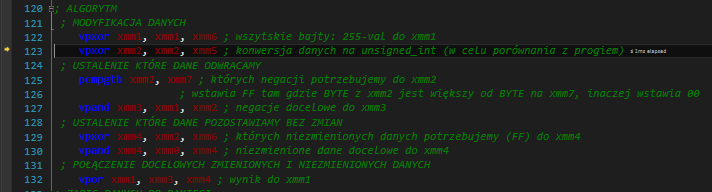 120 ; ALGORYTM
121 ; MODYFIKACJA DANYCH
122 vpxor xmm1, xmm6 ; wszytskie bajty: 255-val do xmm1
123 vpxor xmm2, xmm2, xmm5 ; konwersja danych na unsigned_int (w celu porównania z progiem) ≤ 1ms elapsed
124 ; USTALENIE KTÓRE DANE ODWRACAMY
125 pcmpgtb xmm2, xmm7 ; których negacji potrzebujemy do xmm2
126 ; wstawia FF tam gdzie BYTE z xmm2 jest większy od BYTE na xmm7, inaczej wstawia 00
127 vpand xmm3, xmm1, xmm2 ; negacje docelowe do xmm3
128 ; USTALENIE KTÓRE DANE POZOSTAWIAMY BEZ ZMIAN
129 vpxor xmm4, xmm2, xmm6 ; których niezmienionych danych potrzebujemy (FF) do xmm4
130 vpand xmm4, xmm0, xmm4 ; niezmienione dane docelowe do xmm4
131 ; POŁĄCZENIE DOCELOWYCH ZMIENIONYCH I NIEZMIENIONYCH DANYCH
132 vpor xmm1, xmm3, xmm4 ; wynik do xmm1